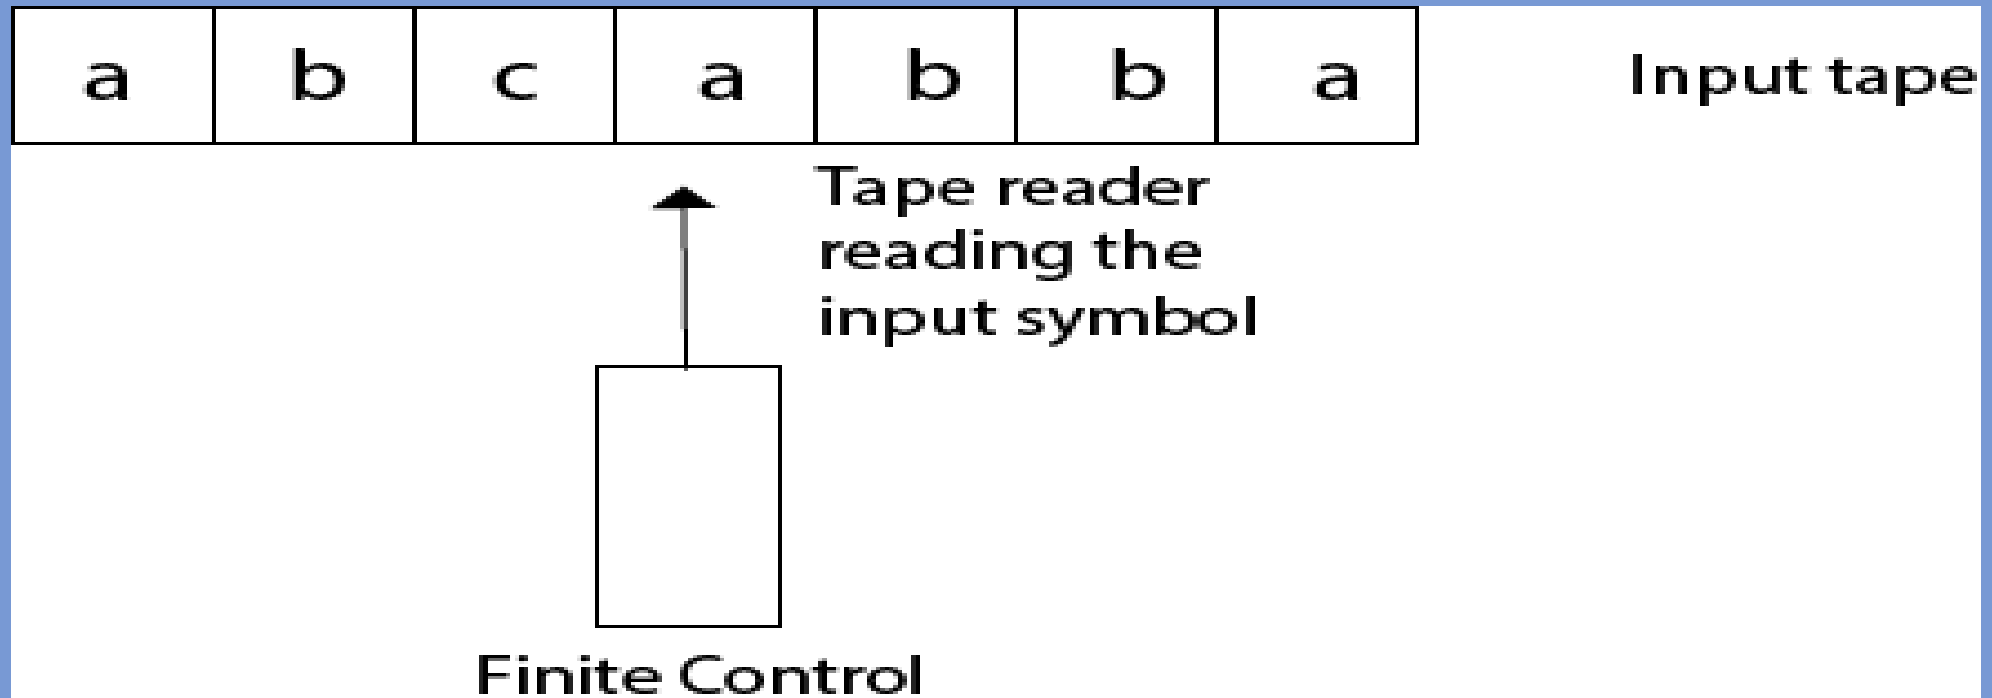 a b c a b b a Input tape
Tape reader
reading the
input symbol
Finite Control